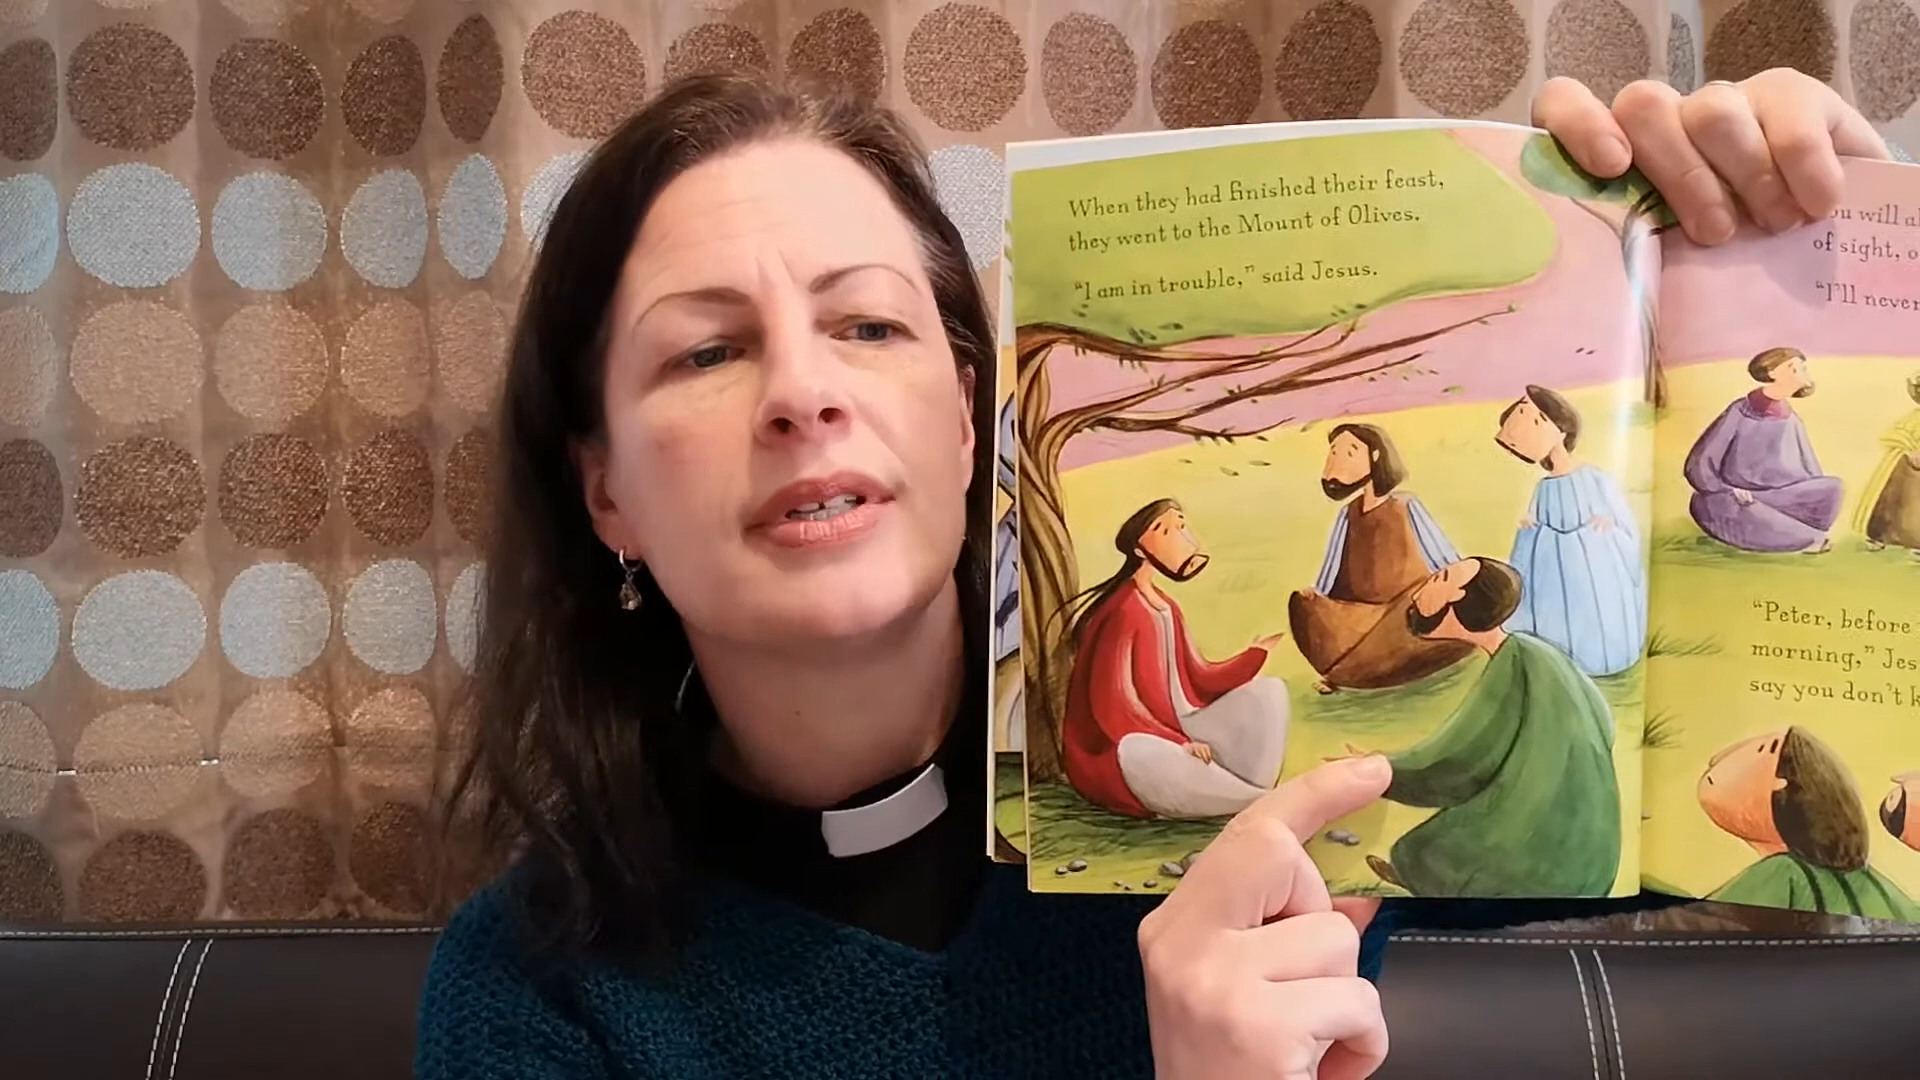 When they had finished their feast,
they went to the Mount of Olives.
“I am in trouble,” said Jesus.
will
of sight,
“I’ll never
“Peter, before
morning,”
say you don’t